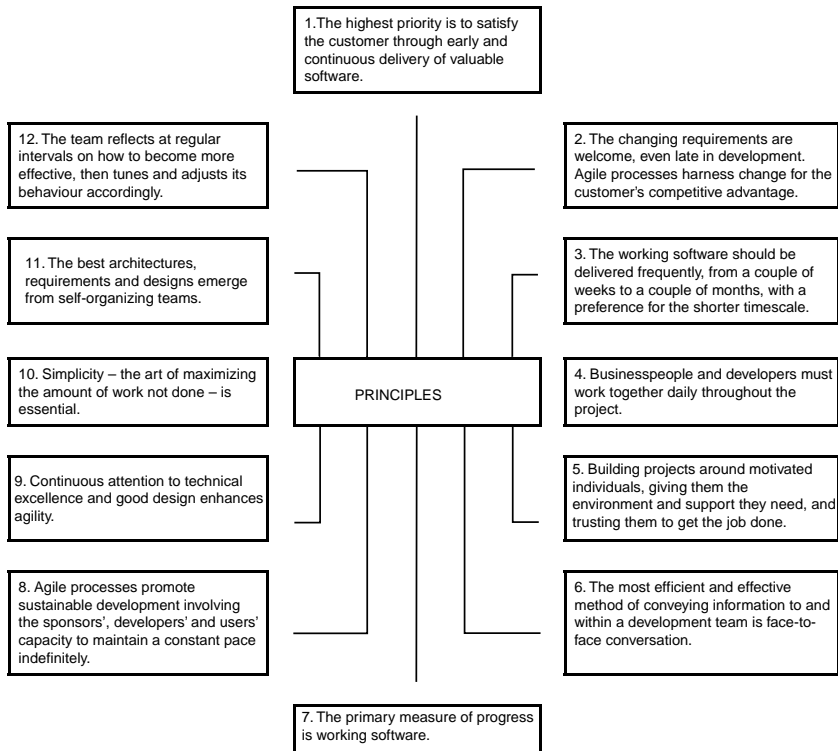 1.The highest priority is to satisfy
the customer through early and
continuous delivery of valuable
software.
12. The team reflects at regular
intervals on how to become more
effective, then tunes and adjusts its
behaviour accordingly.
2. The changing requirements are
welcome, even late in development.
Agile processes harness change for the
customer's competitive advantage.
11. The best architectures,
requirements and designs emerge
from self-organizing teams.
3. The working software should be
delivered frequently, from a couple of
weeks to a couple of months, with a
preference for the shorter timescale.
10. Simplicity – the art of maximizing
the amount of work not done – is
essential.
PRINCIPLES
4. Businesspeople and developers must
work together daily throughout the
project.
9. Continuous attention to technical
excellence and good design enhances
agility.
5. Building projects around motivated
individuals, giving them the
environment and support they need, and
trusting them to get the job done.
8. Agile processes promote
sustainable development involving
the sponsors', developers' and users'
capacity to maintain a constant pace
indefinitely.
6. The most efficient and effective
method of conveying information to and
within a development team is face-to-
face conversation.
7. The primary measure of progress
is working software.